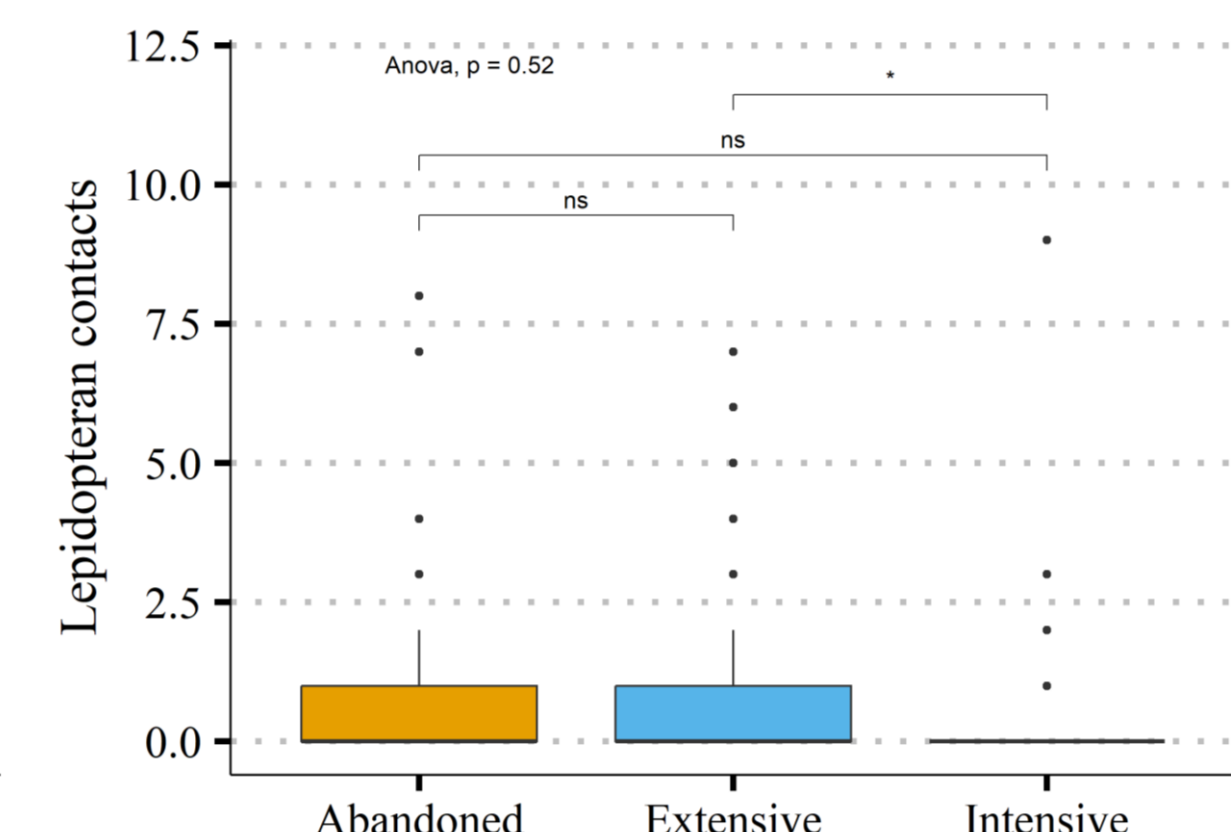 Lepidopteran contacts
12.5
10.0
7.5
5.0
2.5
0.0
Anova, p = 0.52
*
ns
ns
Abandoned
Extensive
Intensive